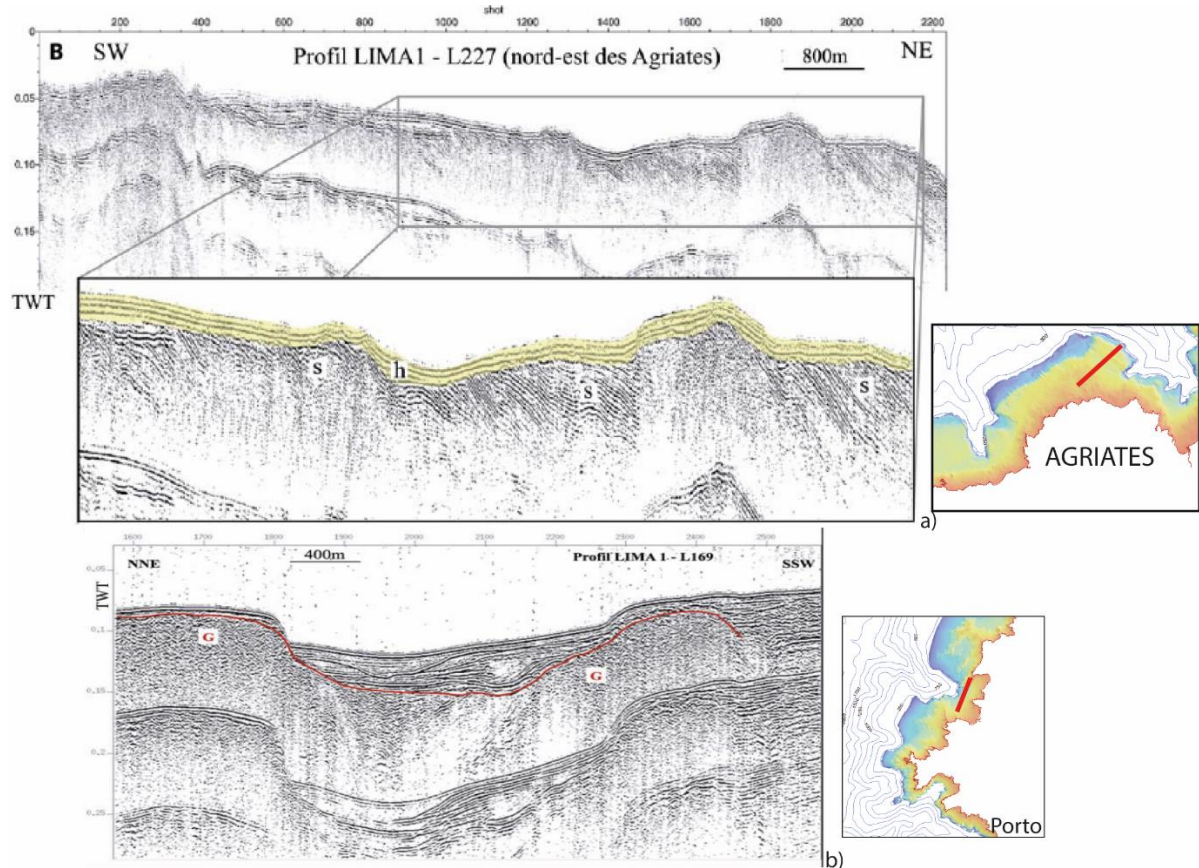 shot
0 200 400 600 800 1000 1200 1400 1600 1800 2000 2200
B SW Profil LIMA1 - L227 (nord-est des Agriates) 800m NE
0.05
0.10
0.15
TWT
s h s s
AGRIATES
a)
1600 1700 1800 1900 2000 2100 2200 2300 2400 2500
NNE 400m Profil LIMA 1 - L169 SSW
TWT
0.05
0.1
G
G
0.15
0.2
0.25
Porto
b)